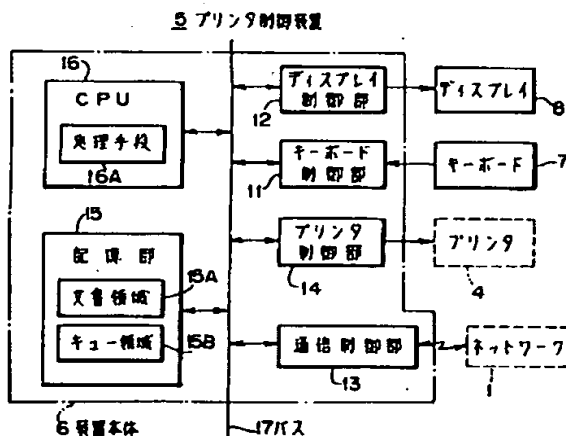 5 プリンタ制御装置
16
CPU
処理手段
16A
ディスプレイ
制御部
12
ディスプレイ
8
キーボード
制御部
11
キーボード
7
プリンタ
制御部
14
プリンタ
4
15
記憶部
文書領域
15A
キュー領域
15B
通信制御部
13
ネットワーク
1
6 装置本体
17バス